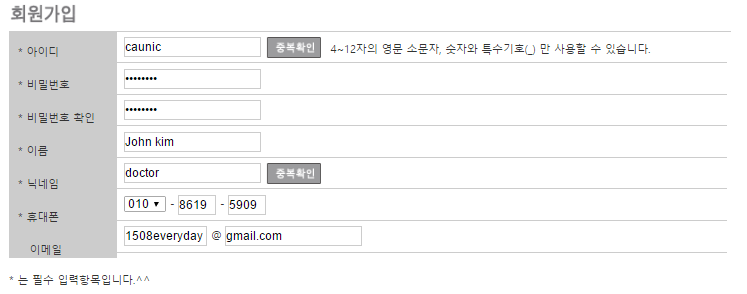 회원가입
* 아이디 caunic 중복확인 4~12자의 영문 소문자, 숫자와 특수기호(_) 만 사용할 수 있습니다.
* 비밀번호 ••••••••
* 비밀번호 확인 ••••••••
* 이름 John kim
* 닉네임 doctor 중복확인
* 휴대폰 010 ▼ - 8619 - 5909
이메일 1508everyday @ gmail.com
* 는 필수 입력항목입니다.^^